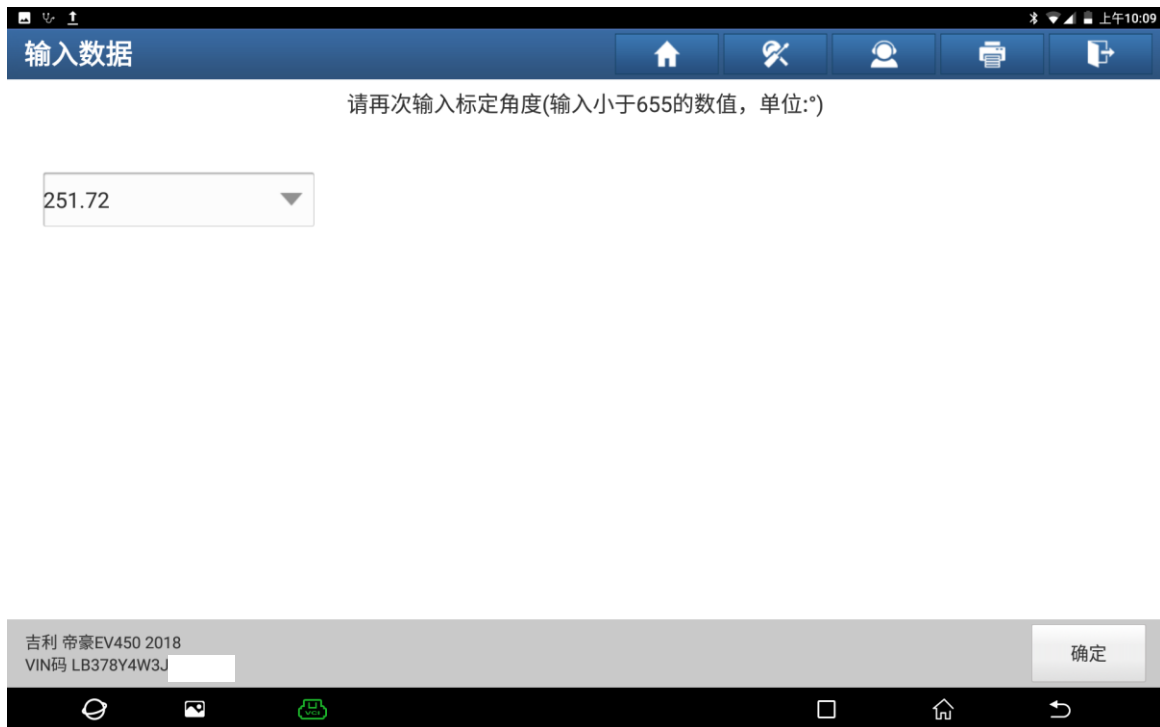 上午10:09
输入数据
请再次输入标定角度(输入小于655的数值，单位:°)
251.72
吉利 帝豪EV450 2018
VIN码 LB378Y4W3J
确定
VCI